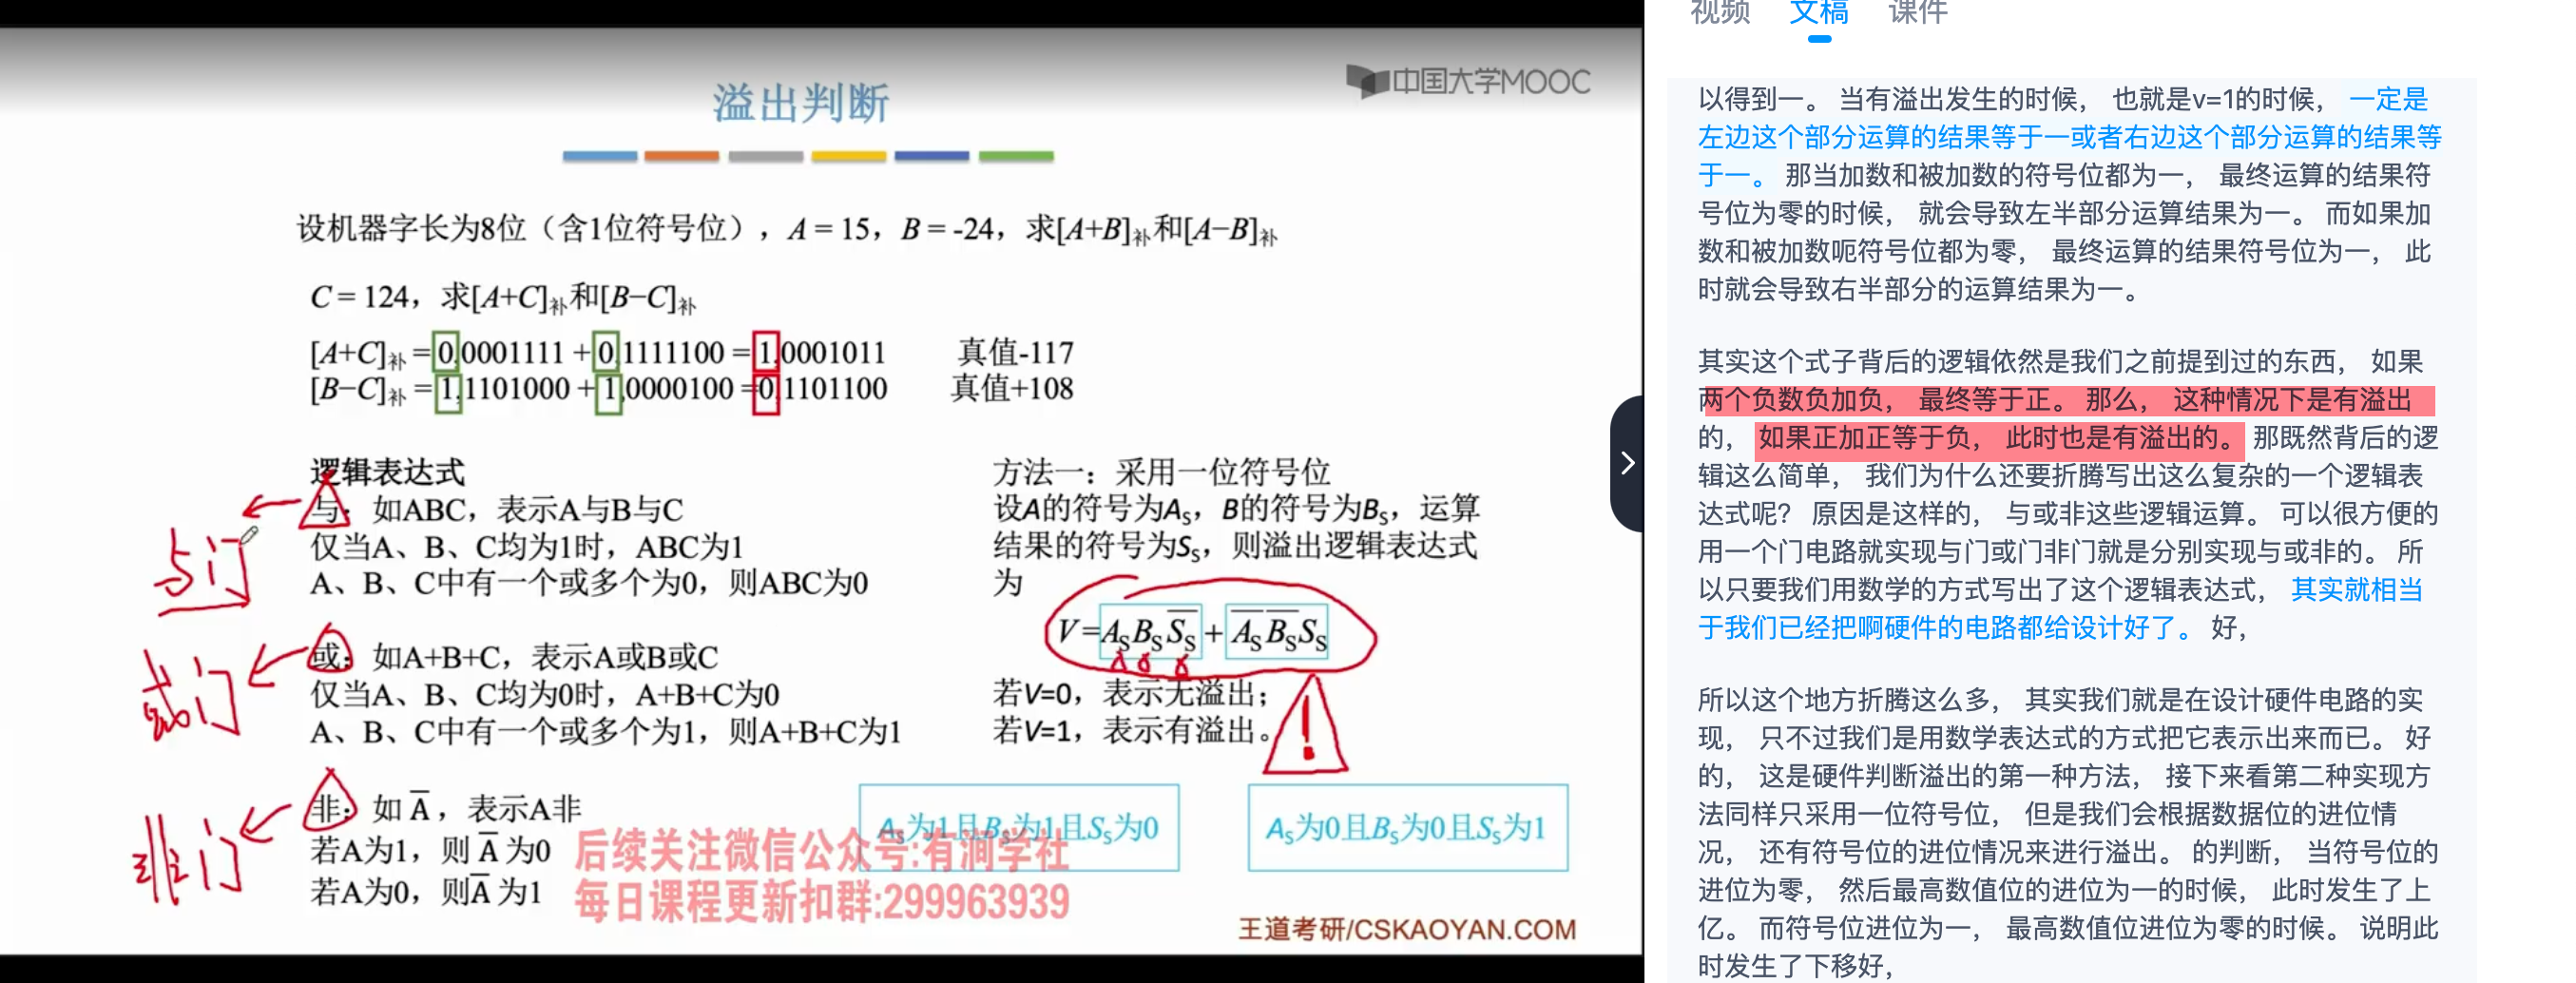 中国大学MOOC
溢出判断
设机器字长为8位（含1位符号位），A = 15，B = -24，求[A+B]补和[A−B]补
C = 124，求[A+C]补和[B−C]补
[A+C]补 = 0,0001111 + 0,1111100 = 1,0001011 真值-117
[B−C]补 = 1,1101000 + 1,0000100 = 0,1101100 真值+108
逻辑表达式
与：如ABC，表示A与B与C
仅当A、B、C均为1时，ABC为1
A、B、C中有一个或多个为0，则ABC为0
与门
或：如A+B+C，表示A或B或C
仅当A、B、C均为0时，A+B+C为0
A、B、C中有一个或多个为1，则A+B+C为1
或门
非：如 A̅，表示A非
若A为1，则 A̅ 为0
若A为0，则A̅ 为1
非门
方法一：采用一位符号位
设A的符号为AS，B的符号为BS，运算
结果的符号为SS，则溢出逻辑表达式
为
V=ASBSS̅S + A̅SB̅SSS
若V=0，表示无溢出；
若V=1，表示有溢出。
!
AS为1且BS为1且SS为0
AS为0且BS为0且SS为1
后续关注微信公众号:有涧学社
每日课程更新扣群:299963939
王道考研/CSKAOYAN.COM
视频 文稿 课件
以得到一。 当有溢出发生的时候， 也就是v=1的时候， 一定是
左边这个部分运算的结果等于一或者右边这个部分运算的结果等
于一。 那当加数和被加数的符号位都为一， 最终运算的结果符
号位为零的时候， 就会导致左半部分运算结果为一。 而如果加
数和被加数呃符号位都为零， 最终运算的结果符号位为一， 此
时就会导致右半部分的运算结果为一。
其实这个式子背后的逻辑依然是我们之前提到过的东西， 如果
两个负数负加负， 最终等于正。 那么， 这种情况下是有溢出
的， 如果正加正等于负， 此时也是有溢出的。 那既然背后的逻
辑这么简单， 我们为什么还要折腾写出这么复杂的一个逻辑表
达式呢？ 原因是这样的， 与或非这些逻辑运算。 可以很方便的
用一个门电路就实现与门或门非门就是分别实现与或非的。 所
以只要我们用数学的方式写出了这个逻辑表达式， 其实就相当
于我们已经把啊硬件的电路都给设计好了。 好，
所以这个地方折腾这么多， 其实我们就是在设计硬件电路的实
现， 只不过我们是用数学表达式的方式把它表示出来而已。 好
的， 这是硬件判断溢出的第一种方法， 接下来看第二种实现方
法同样只采用一位符号位， 但是我们会根据数据位的进位情
况， 还有符号位的进位情况来进行溢出。 的判断， 当符号位的
进位为零， 然后最高数值位的进位为一的时候， 此时发生了上
亿。 而符号位进位为一， 最高数值位进位为零的时候。 说明此
时发生了下移好，